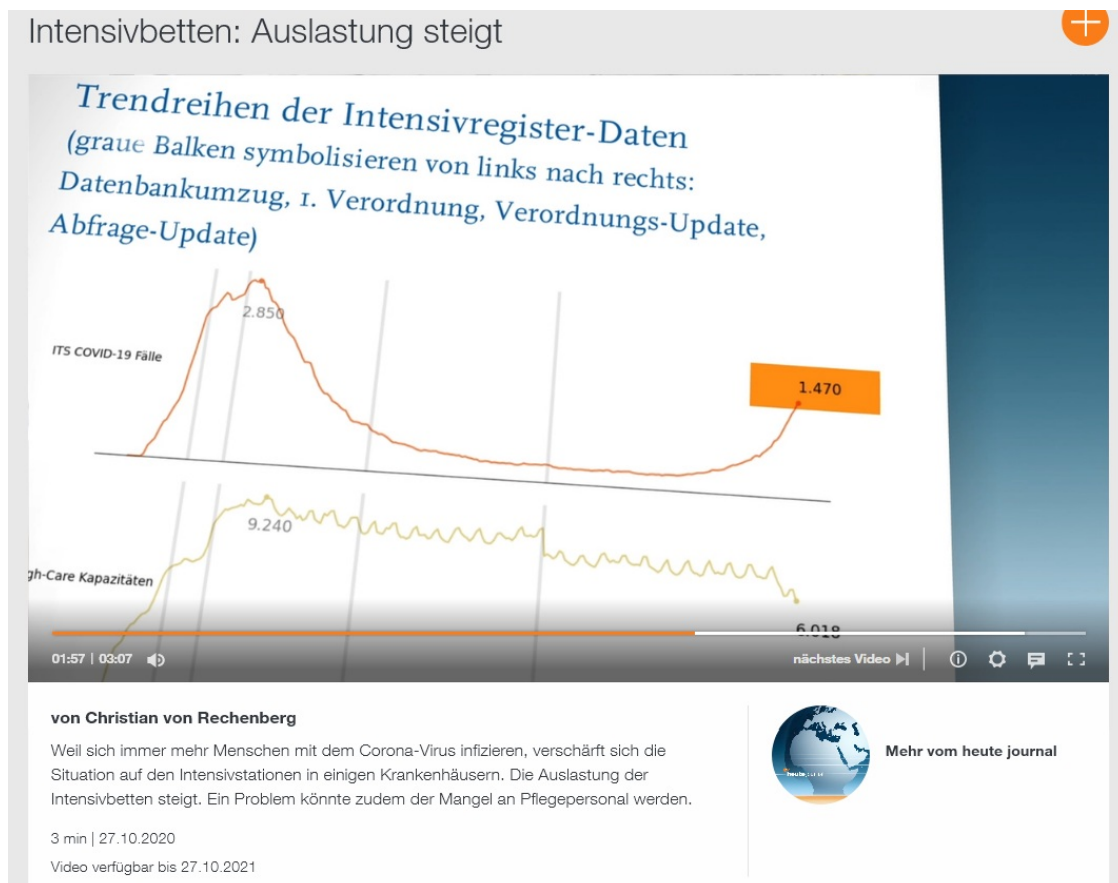 Intensivbetten: Auslastung steigt
Trendreihen der Intensivregister-Daten
(graue Balken symbolisieren von links nach rechts:
Datenbankumzug, 1. Verordnung, Verordnungs-Update,
Abfrage-Update)
2.850
ITS COVID-19 Fälle
1.470
9.240
gh-Care Kapazitäten
6.018
01:57 | 03:07
nächstes Video
von Christian von Rechenberg
Weil sich immer mehr Menschen mit dem Corona-Virus infizieren, verschärft sich die
Situation auf den Intensivstationen in einigen Krankenhäusern. Die Auslastung der
Intensivbetten steigt. Ein Problem könnte zudem der Mangel an Pflegepersonal werden.
3 min | 27.10.2020
Video verfügbar bis 27.10.2021
heute journal
Mehr vom heute journal